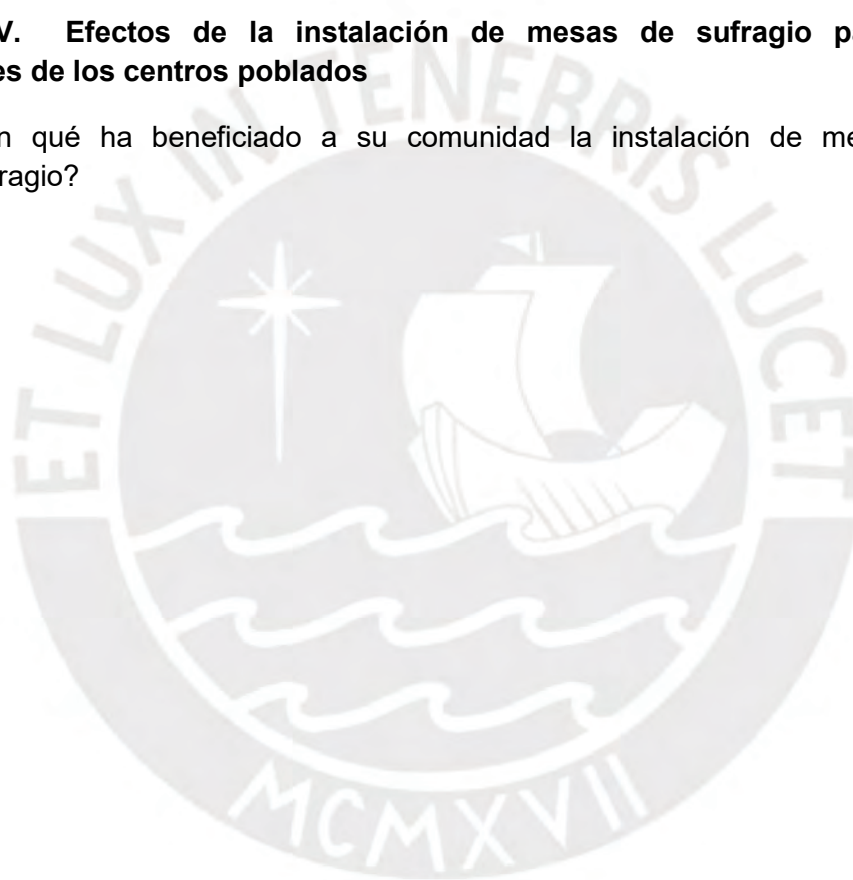 V. Efectos de la instalación de mesas de sufragio pa
es de los centros poblados
n qué ha beneficiado a su comunidad la instalación de me
ragio?
ET LUX IN TENEBRIS LUCET
MCMXVII